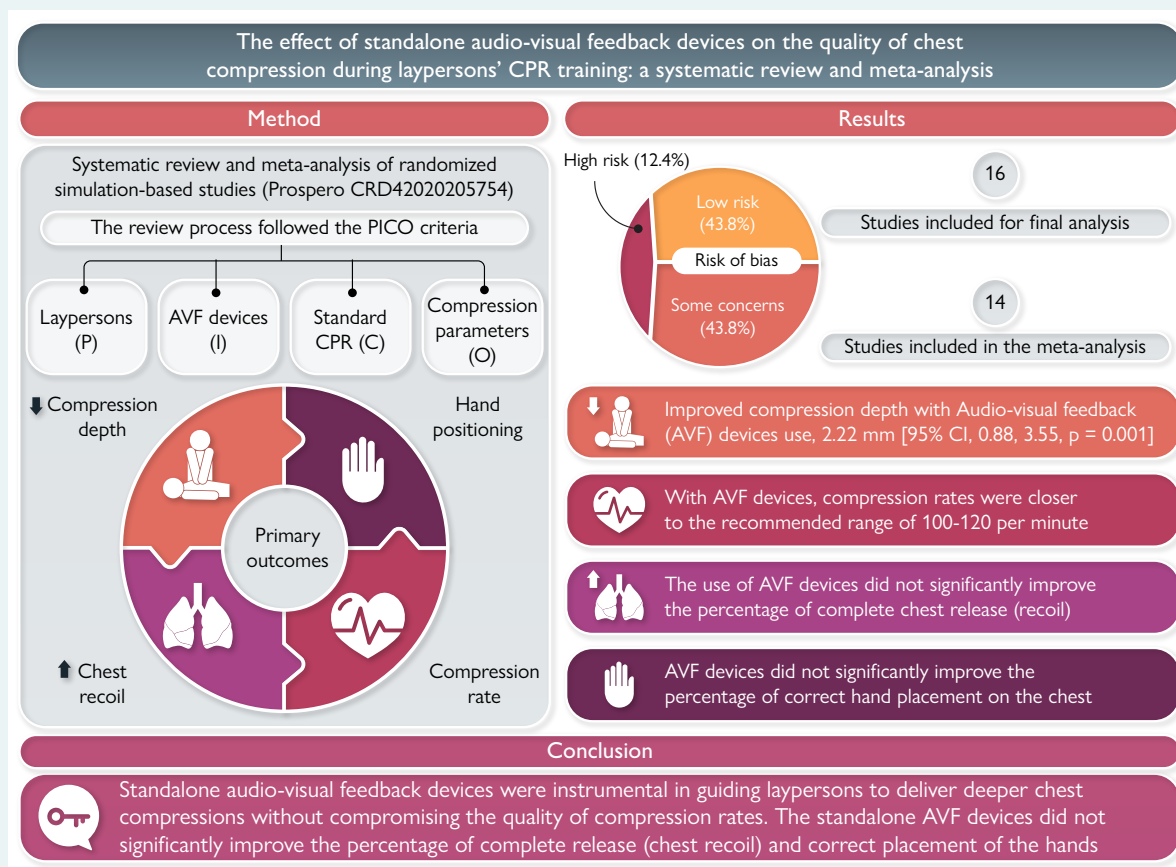 The effect of standalone audio-visual feedback devices on the quality of chest
compression during laypersons' CPR training: a systematic review and meta-analysis
Method
Systematic review and meta-analysis of randomized
simulation-based studies (Prospero CRD42020205754)
The review process followed the PICO criteria
Laypersons
(P)
AVF devices
(I)
Standard
CPR (C)
Compression
parameters
(O)
Compression
depth
Hand
positioning
Primary
outcomes
Chest
recoil
Compression
rate
Results
High risk (12.4%)
Low risk
(43.8%)
Risk of bias
Some concerns
(43.8%)
16
Studies included for final analysis
14
Studies included in the meta-analysis
Improved compression depth with Audio-visual feedback
(AVF) devices use, 2.22 mm [95% CI, 0.88, 3.55, p = 0.001]
With AVF devices, compression rates were closer
to the recommended range of 100-120 per minute
The use of AVF devices did not significantly improve
the percentage of complete chest release (recoil)
AVF devices did not significantly improve the
percentage of correct hand placement on the chest
Conclusion
Standalone audio-visual feedback devices were instrumental in guiding laypersons to deliver deeper chest
compressions without compromising the quality of compression rates. The standalone AVF devices did not
significantly improve the percentage of complete release (chest recoil) and correct placement of the hands